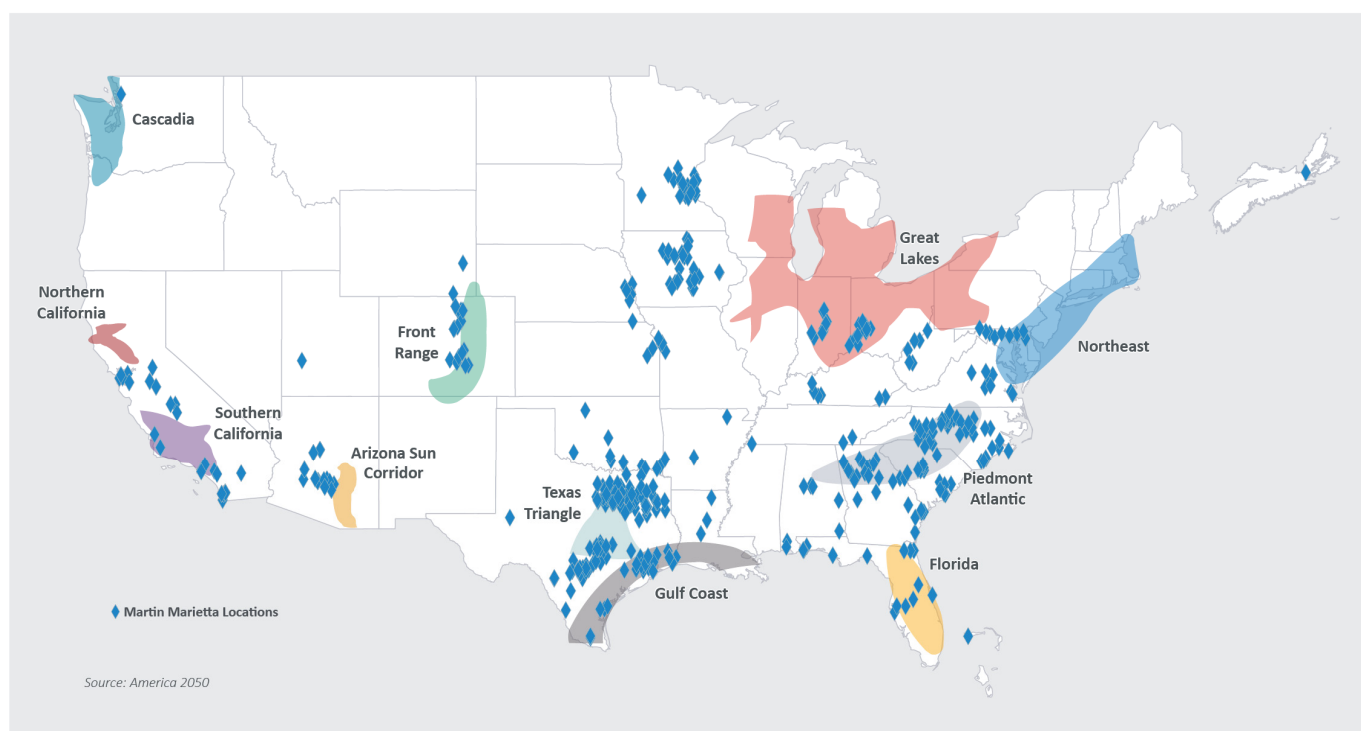 Cascadia
Great
Lakes
Northern
California
Front
Range
Northeast
Southern
California
Arizona Sun
Corridor
Texas
Triangle
Piedmont
Atlantic
Florida
Gulf Coast
Martin Marietta Locations
Source: America 2050